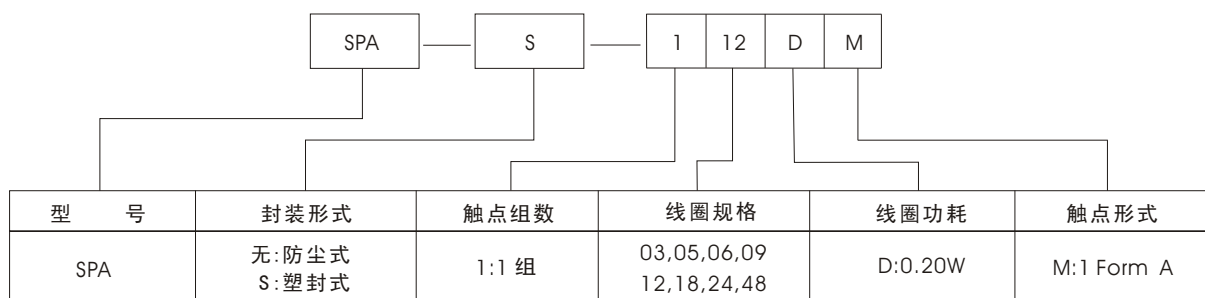 SPA — S — 1 12 D M
型 号 封装形式 触点组数 线圈规格 线圈功耗 触点形式
SPA
无:防尘式
S:塑封式
1:1 组
03,05,06,09
12,18,24,48
D:0.20W
M:1 Form A